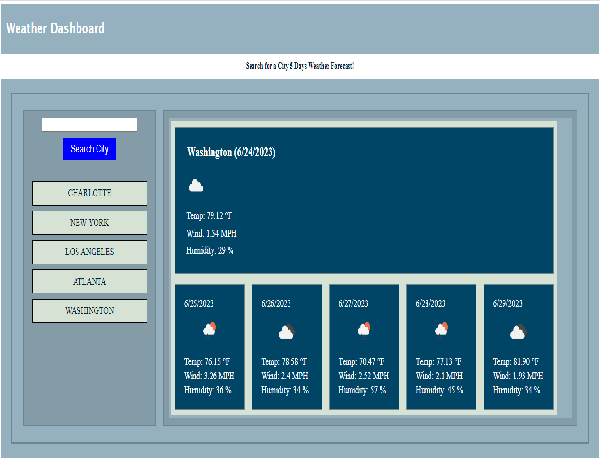 Weather Dashboard
Search for a City 5 Days Weather Forecast!
Search City
CHARLOTTE
NEW YORK
LOS ANGELES
ATLANTA
WASHINGTON
Washington (6/24/2023)
Temp: 79.12 °F
Wind: 1.34 MPH
Humidity: 29 %
6/25/2023
Temp: 76.15 °F
Wind: 3.26 MPH
Humidity: 36 %
6/26/2023
Temp: 78.58 °F
Wind: 2.4 MPH
Humidity: 34 %
6/27/2023
Temp: 70.47 °F
Wind: 2.52 MPH
Humidity: 57 %
6/28/2023
Temp: 77.13 °F
Wind: 2.1 MPH
Humidity: 45 %
6/29/2023
Temp: 81.90 °F
Wind: 1.93 MPH
Humidity: 34 %